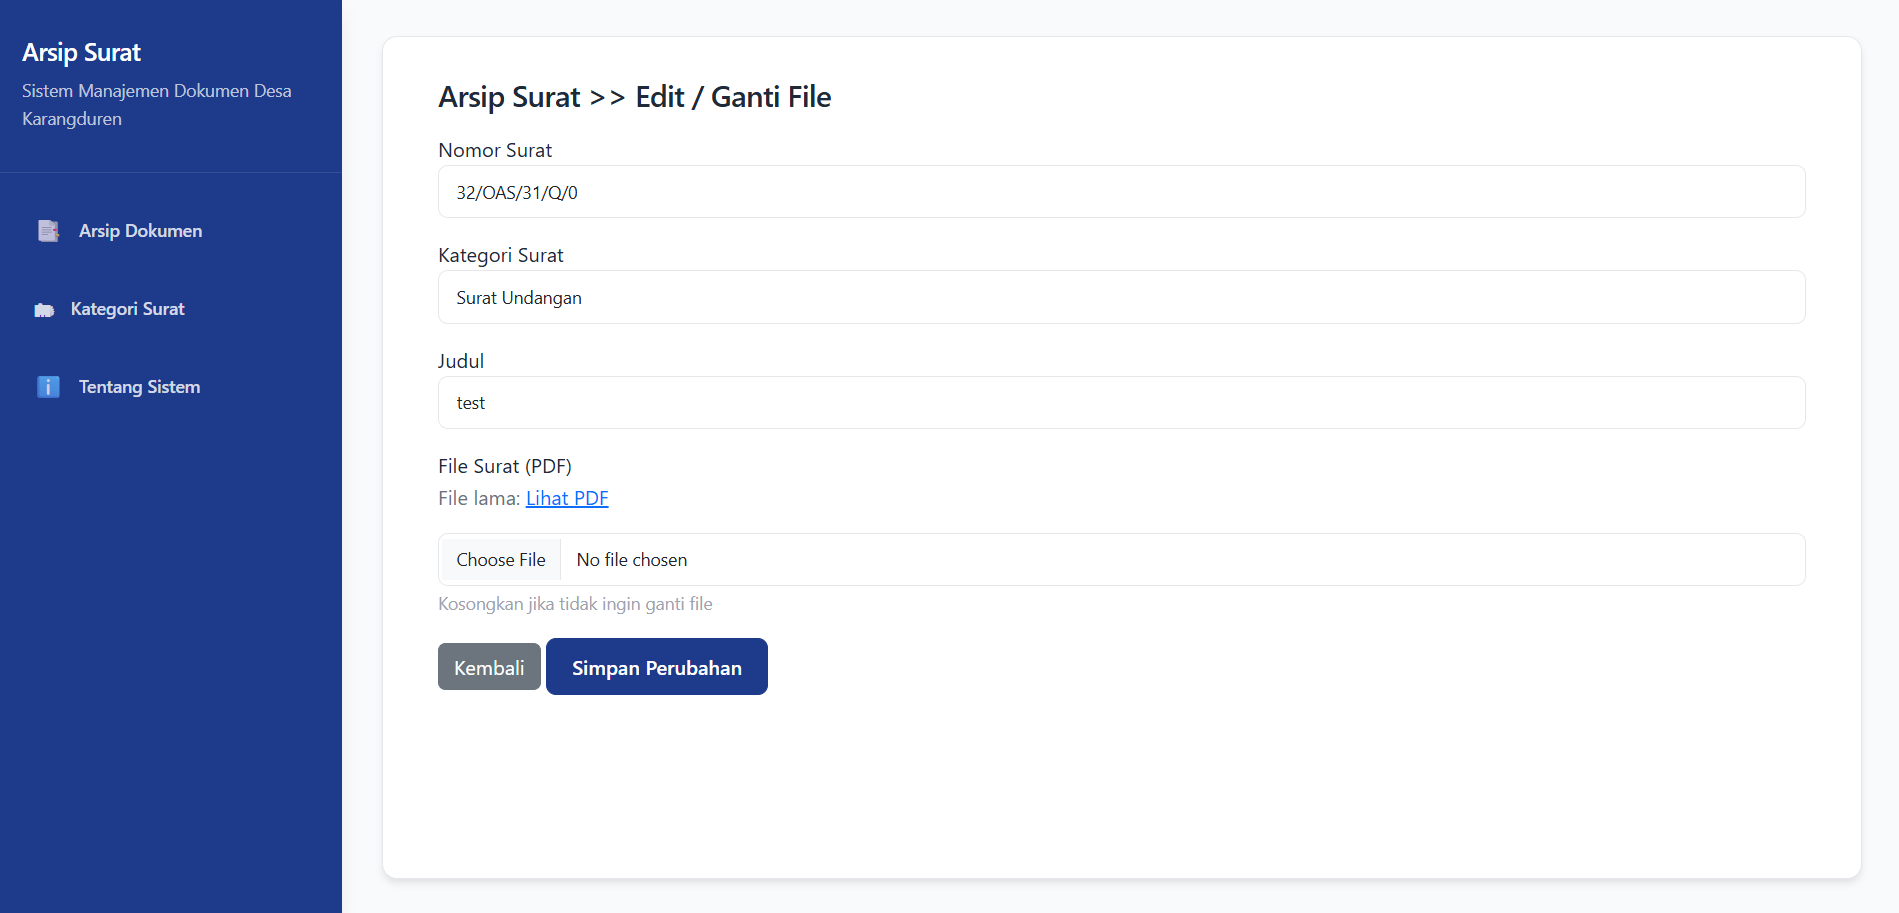 Arsip Surat
Sistem Manajemen Dokumen Desa
Karangduren
Arsip Dokumen
Kategori Surat
Tentang Sistem
Arsip Surat >> Edit / Ganti File
Nomor Surat
32/OAS/31/Q/0
Kategori Surat
Surat Undangan
Judul
test
File Surat (PDF)
File lama: Lihat PDF
Choose File No file chosen
Kosongkan jika tidak ingin ganti file
Kembali Simpan Perubahan